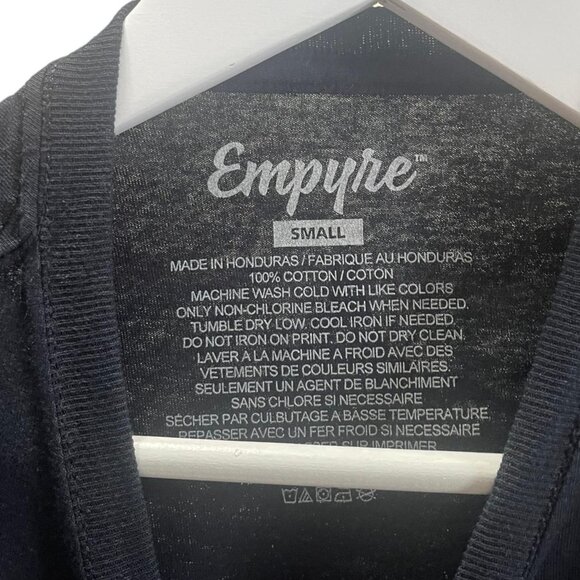 Empyre™
SMALL
MADE IN HONDURAS / FABRIQUE AU HONDURAS
100% COTTON / COTON
MACHINE WASH COLD WITH LIKE COLORS
ONLY NON-CHLORINE BLEACH WHEN NEEDED.
TUMBLE DRY LOW. COOL IRON IF NEEDED.
DO NOT IRON ON PRINT. DO NOT DRY CLEAN.
LAVER À LA MACHINE A FROID AVEC DES
VETEMENTS DE COULEURS SIMILAIRES.
SEULEMENT UN AGENT DE BLANCHIMENT
SANS CHLORE SI NECESSAIRE
SÉCHER PAR CULBUTAGE A BASSE TEMPERATURE.
REPASSER AVEC UN FER FROID SI NECESSAIRE
SUR IMPRIMER